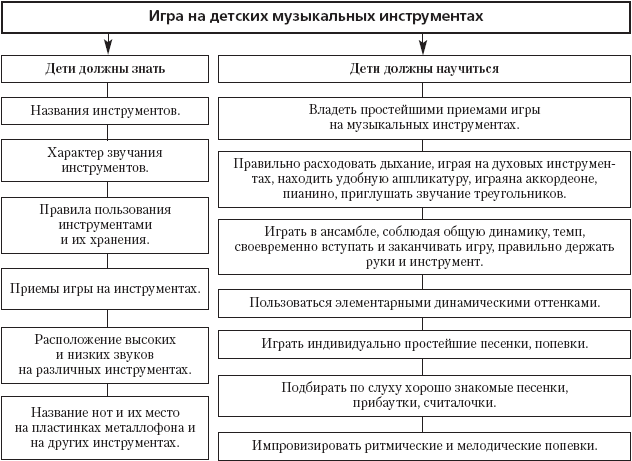 Игра на детских музыкальных инструментах
Дети должны знать
Названия инструментов.
Характер звучания
инструментов.
Правила пользования
инструментами
и их хранения.
Приемы игры на инструментах.
Расположение высоких
и низких звуков
на различных инструментах.
Название нот и их место
на пластинках металлофона и
на других инструментах.
Дети должны научиться
Владеть простейшими приемами игры
на музыкальных инструментах.
Правильно расходовать дыхание, играя на духовых инструмен-
тах, находить удобную аппликатуру, играяна аккордеоне,
пианино, приглушать звучание треугольников.
Играть в ансамбле, соблюдая общую динамику, темп,
своевременно вступать и заканчивать игру, правильно держать
руки и инструмент.
Пользоваться элементарными динамическими оттенками.
Играть индивидуально простейшие песенки, попевки.
Подбирать по слуху хорошо знакомые песенки,
прибаутки, считалочки.
Импровизировать ритмические и мелодические попевки.